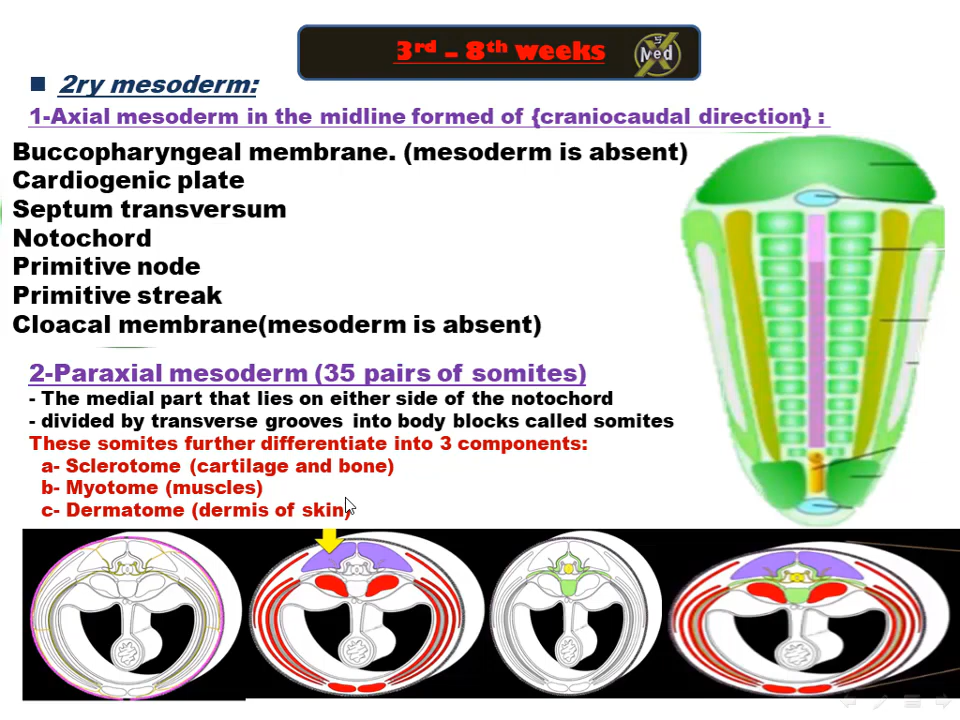 3rd – 8th weeks
Med
2ry mesoderm:
1-Axial mesoderm in the midline formed of {craniocaudal direction} :
Buccopharyngeal membrane. (mesoderm is absent)
Cardiogenic plate
Septum transversum
Notochord
Primitive node
Primitive streak
Cloacal membrane(mesoderm is absent)
2-Paraxial mesoderm (35 pairs of somites)
- The medial part that lies on either side of the notochord
- divided by transverse grooves into body blocks called somites
These somites further differentiate into 3 components:
a- Sclerotome (cartilage and bone)
b- Myotome (muscles)
c- Dermatome (dermis of skin)